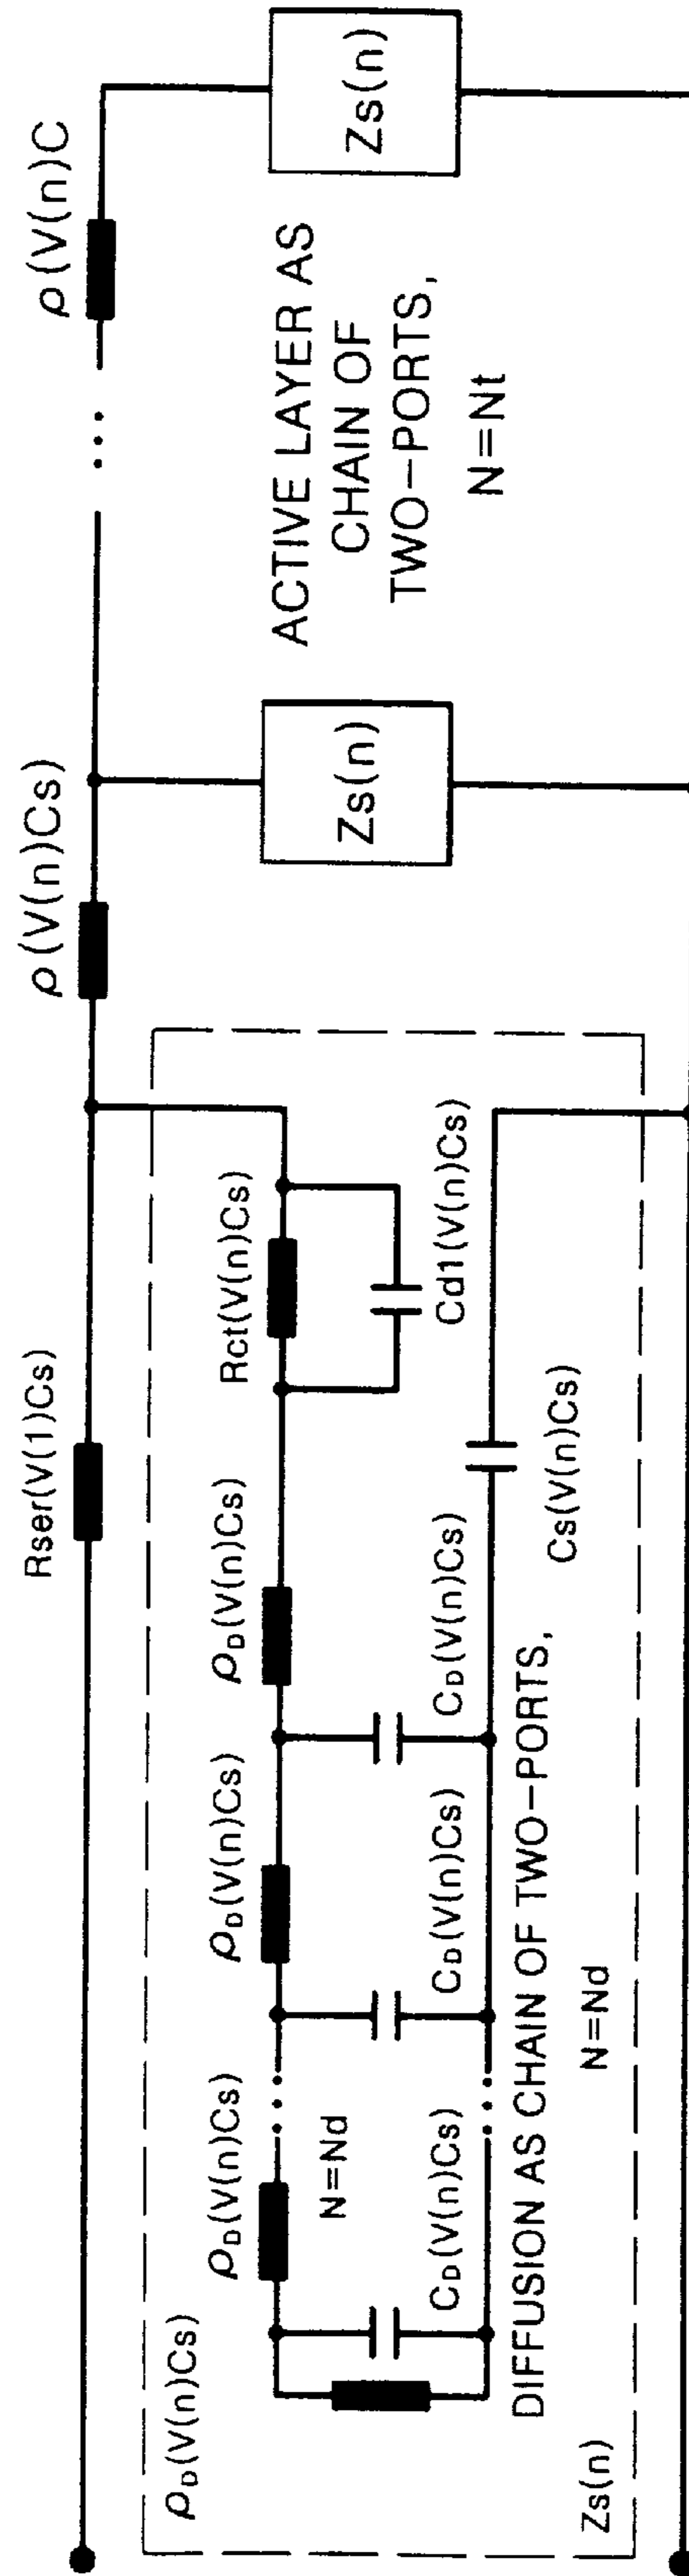 Rser(V(1)Cs)
ρ(V(n)Cs)
ρ(V(n)C
ρD(V(n)Cs)
ρD(V(n)Cs)
ρD(V(n)Cs)
ρD(V(n)Cs)
Rct(V(n)Cs)
N=Nd
Cd1(V(n)Cs)
CD(V(n)Cs)
CD(V(n)Cs)
CD(V(n)Cs)
Cs(V(n)Cs)
DIFFUSION AS CHAIN OF TWO-PORTS,
N=Nd
Zs(n)
Zs(n)
ACTIVE LAYER AS
CHAIN OF
TWO-PORTS,
N=Nt
Zs(n)